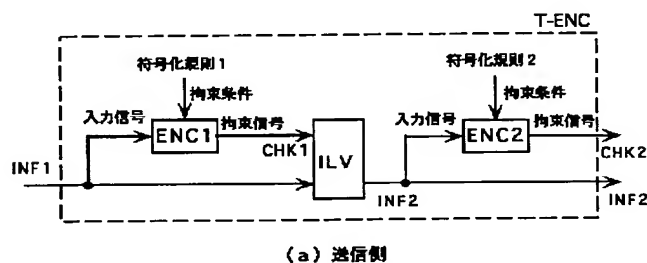 T-ENC
符号化規則1
符号化規則2
拘束条件
拘束条件
入力信号
ENC1
拘束信号
入力信号
ENC2
拘束信号
CHK1
ILV
CHK2
INF1
INF2
INF2
(a) 送信側